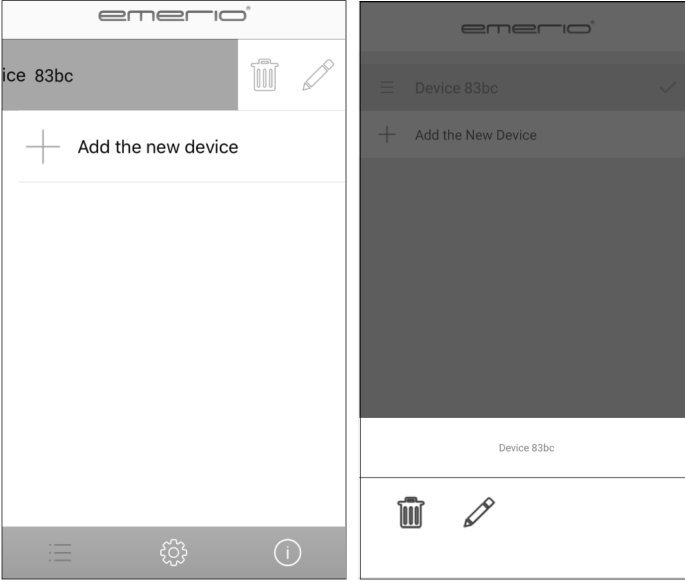 emerio®
ice 83bc
Add the new device
emerio®
Device 83bc
Add the New Device
Device 83bc